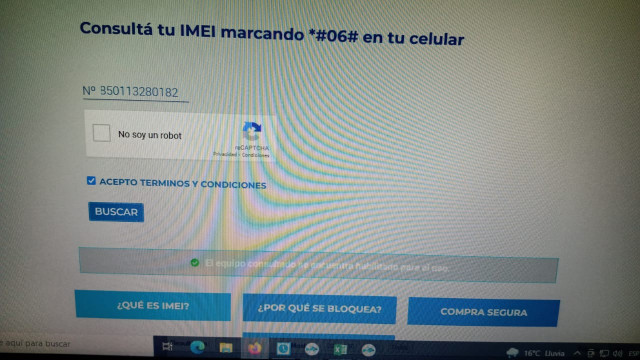 Consultá tu IMEI marcando *#06# en tu celular
Nº 350113280182
No soy un robot
reCAPTCHA
Privacidad - Condiciones
ACEPTO TERMINOS Y CONDICIONES
BUSCAR
El equipo consultado se encuentra habilitado para el uso.
¿QUÉ ES IMEI?
¿POR QUÉ SE BLOQUEA?
COMPRA SEGURA
e aquí para buscar
16°C Lluvia